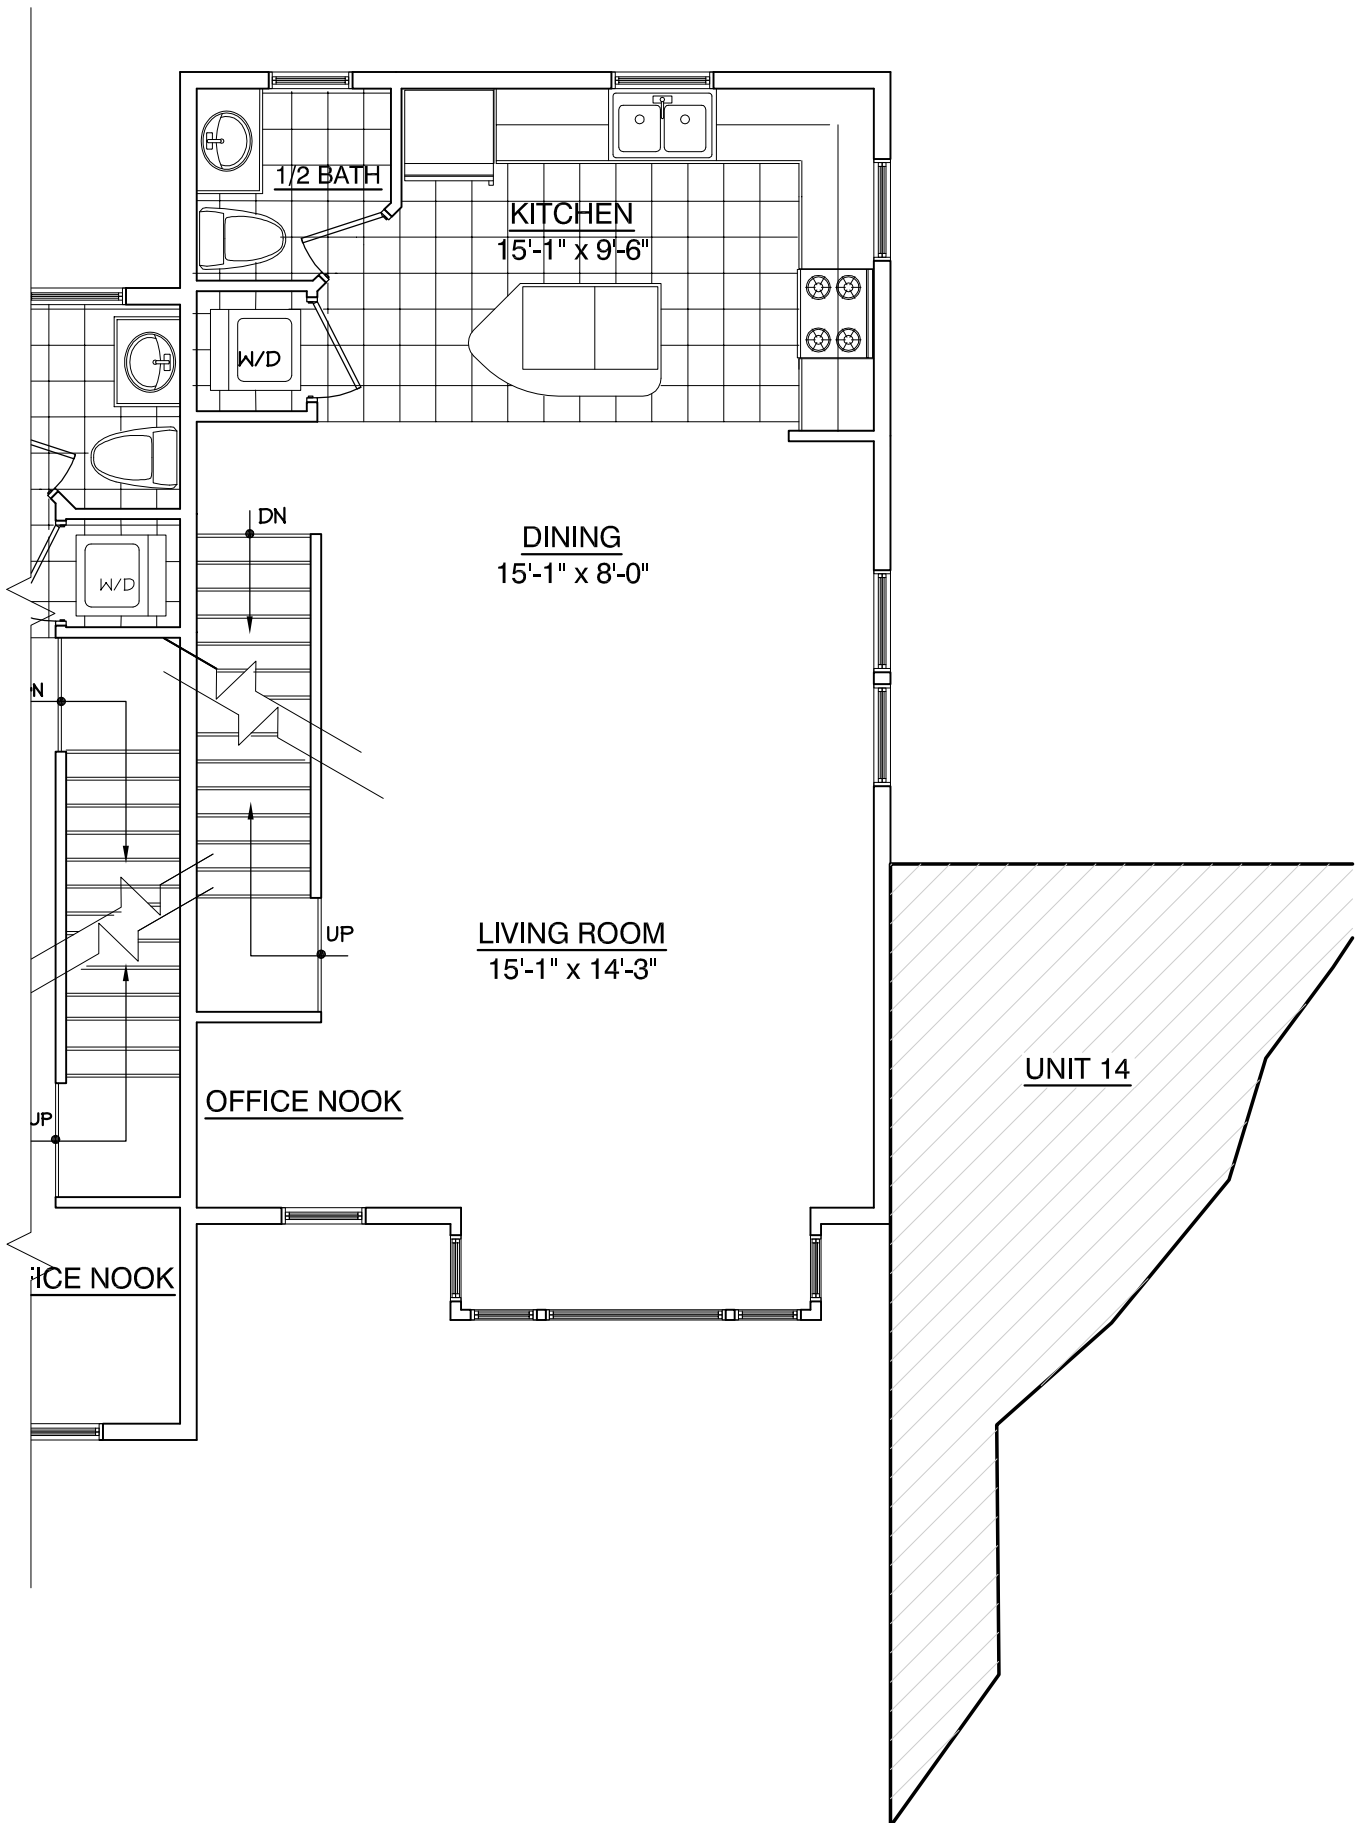 1/2 BATH
KITCHEN
15'-1" x 9'-6"
W/D
DN
DINING
15'-1" x 8'-0"
W/D
UP
LIVING ROOM
15'-1" x 14'-3"
UNIT 14
OFFICE NOOK
UP
NOOK